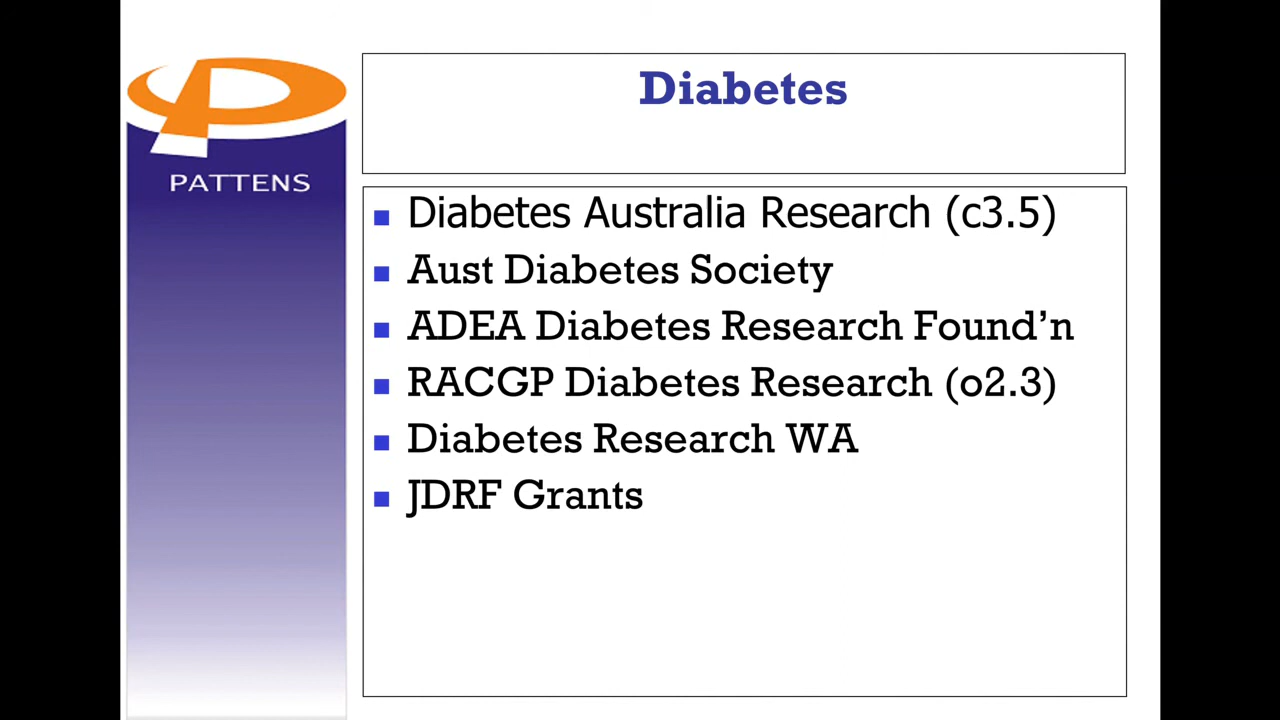 Diabetes
PATTENS
Diabetes Australia Research (c3.5)
Aust Diabetes Society
ADEA Diabetes Research Found’n
RACGP Diabetes Research (o2.3)
Diabetes Research WA
JDRF Grants